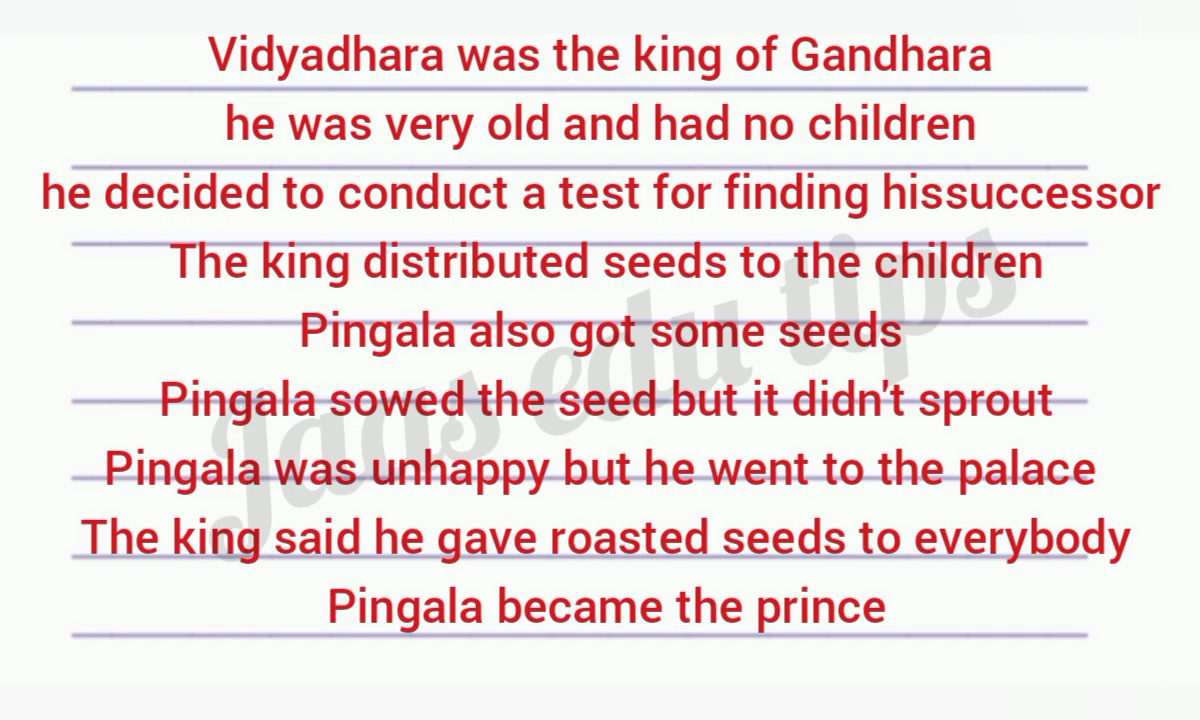 Vidyadhara was the king of Gandhara
he was very old and had no children
he decided to conduct a test for finding hissuccessor
The king distributed seeds to the children
Pingala also got some seeds
Pingala sowed the seed but it didn't sprout
Pingala was unhappy but he went to the palace
The king said he gave roasted seeds to everybody
Pingala became the prince
Jaas edu tips